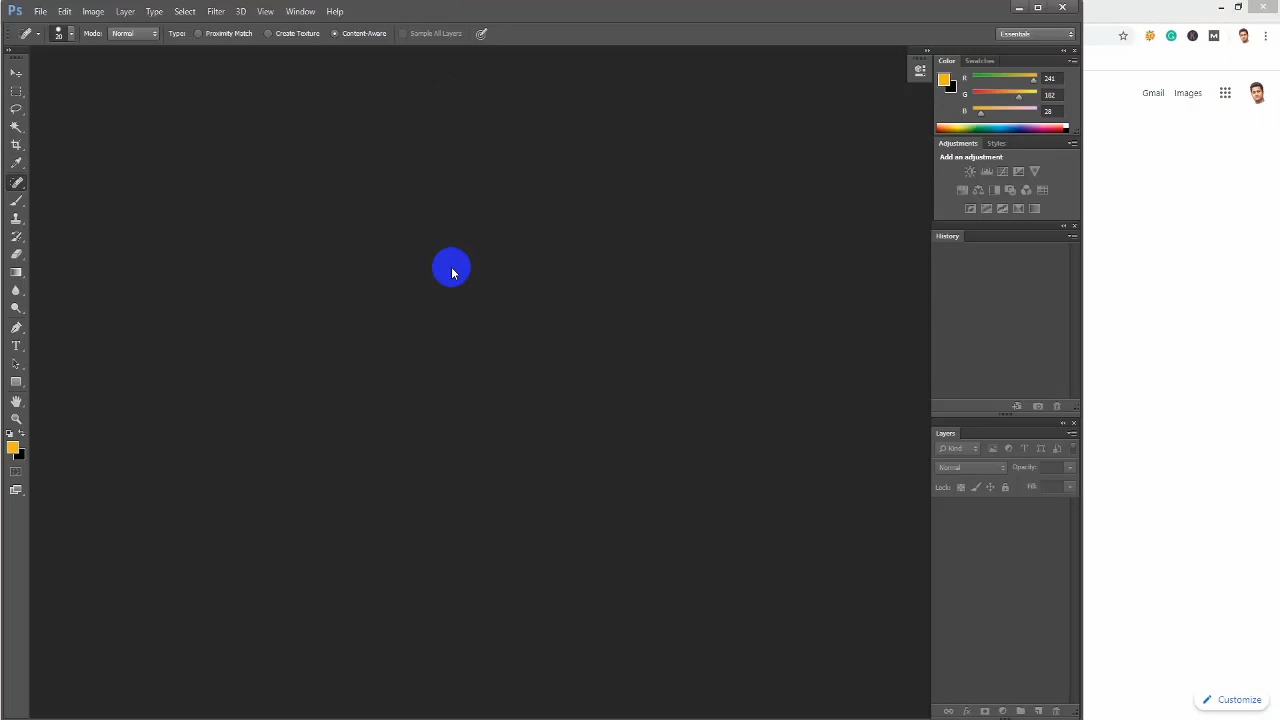 Ps File Edit Image Layer Type Select Filter 3D View Window Help
20 Mode: Normal Type: Proximity Match Create Texture Content-Aware Sample All Layers Essentials
Color Swatches
R 241
G 182
B 28
Adjustments Styles
Add an adjustment
History
Layers
Kind
Normal Opacity:
Lock: Fill:
Gmail Images
Customize